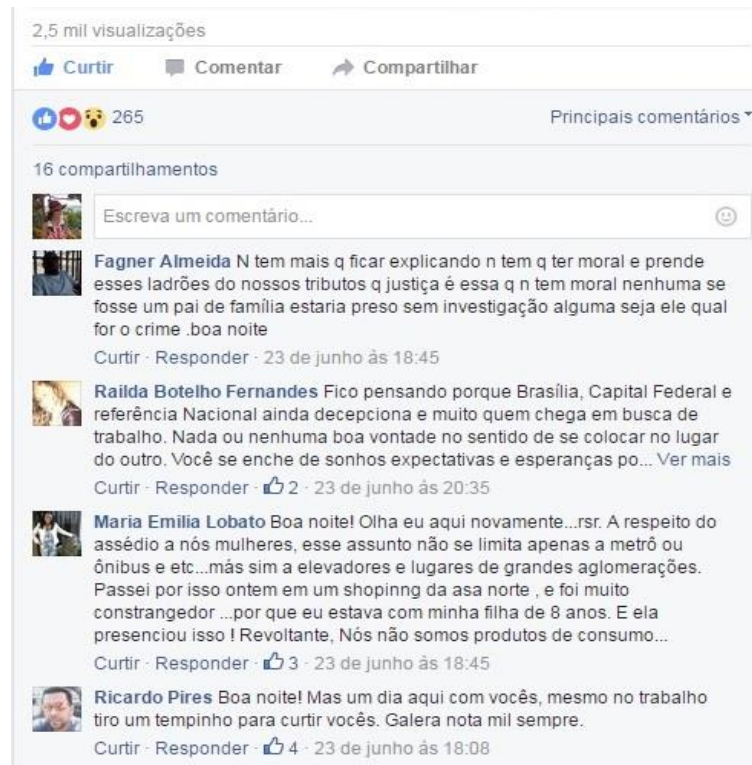 2,5 mil visualizações
Curtir Comentar Compartilhar
265 Principais comentários
16 compartilhamentos
Escreva um comentário...
Fagner Almeida N tem mais q ficar explicando n tem q ter moral e prende
esses ladrões do nossos tributos q justiça é essa q n tem moral nenhuma se
fosse um pai de família estaria preso sem investigação alguma seja ele qual
for o crime .boa noite
Curtir · Responder · 23 de junho às 18:45
Railda Botelho Fernandes Fico pensando porque Brasília, Capital Federal e
referência Nacional ainda decepciona e muito quem chega em busca de
trabalho. Nada ou nenhuma boa vontade no sentido de se colocar no lugar
do outro. Você se enche de sonhos expectativas e esperanças po... Ver mais
Curtir · Responder · 2 · 23 de junho às 20:35
Maria Emilia Lobato Boa noite! Olha eu aqui novamente...rsr. A respeito do
assédio a nós mulheres, esse assunto não se limita apenas a metrô ou
ônibus e etc...más sim a elevadores e lugares de grandes aglomerações.
Passei por isso ontem em um shopinng da asa norte , e foi muito
constrangedor ...por que eu estava com minha filha de 8 anos. E ela
presenciou isso ! Revoltante, Nós não somos produtos de consumo...
Curtir · Responder · 3 · 23 de junho às 18:45
Ricardo Pires Boa noite! Mas um dia aqui com vocês, mesmo no trabalho
tiro um tempinho para curtir vocês. Galera nota mil sempre.
Curtir · Responder · 4 · 23 de junho às 18:08